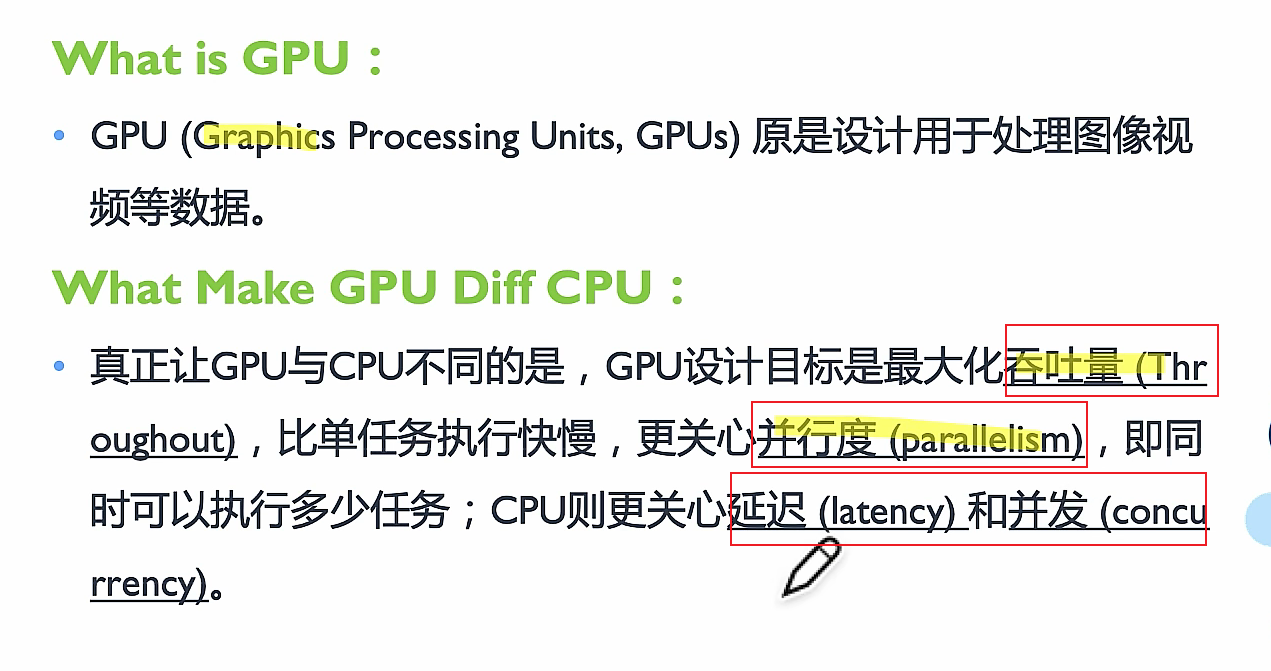 What is GPU：
• GPU (Graphics Processing Units, GPUs) 原是设计用于处理图像视
频等数据。
What Make GPU Diff CPU：
• 真正让GPU与CPU不同的是，GPU设计目标是最大化吞吐量 (Thr
oughout)，比单任务执行快慢，更关心并行度 (parallelism)，即同
时可以执行多少任务；CPU则更关心延迟 (latency) 和并发 (concu
rrency)。